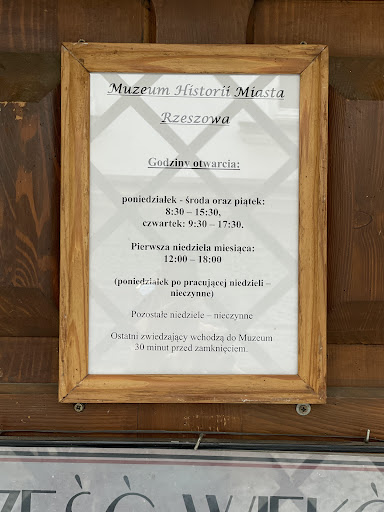 Muzeum Historii Miasta
Rzeszowa
Godziny otwarcia:
poniedziałek - środa oraz piątek:
8:30 – 15:30,
czwartek: 9:30 – 17:30.
Pierwsza niedziela miesiąca:
12:00 – 18:00
(poniedziałek po pracującej niedzieli –
nieczynne)
Pozostałe niedziele – nieczynne
Ostatni zwiedzający wchodzą do Muzeum
30 minut przed zamknięciem.